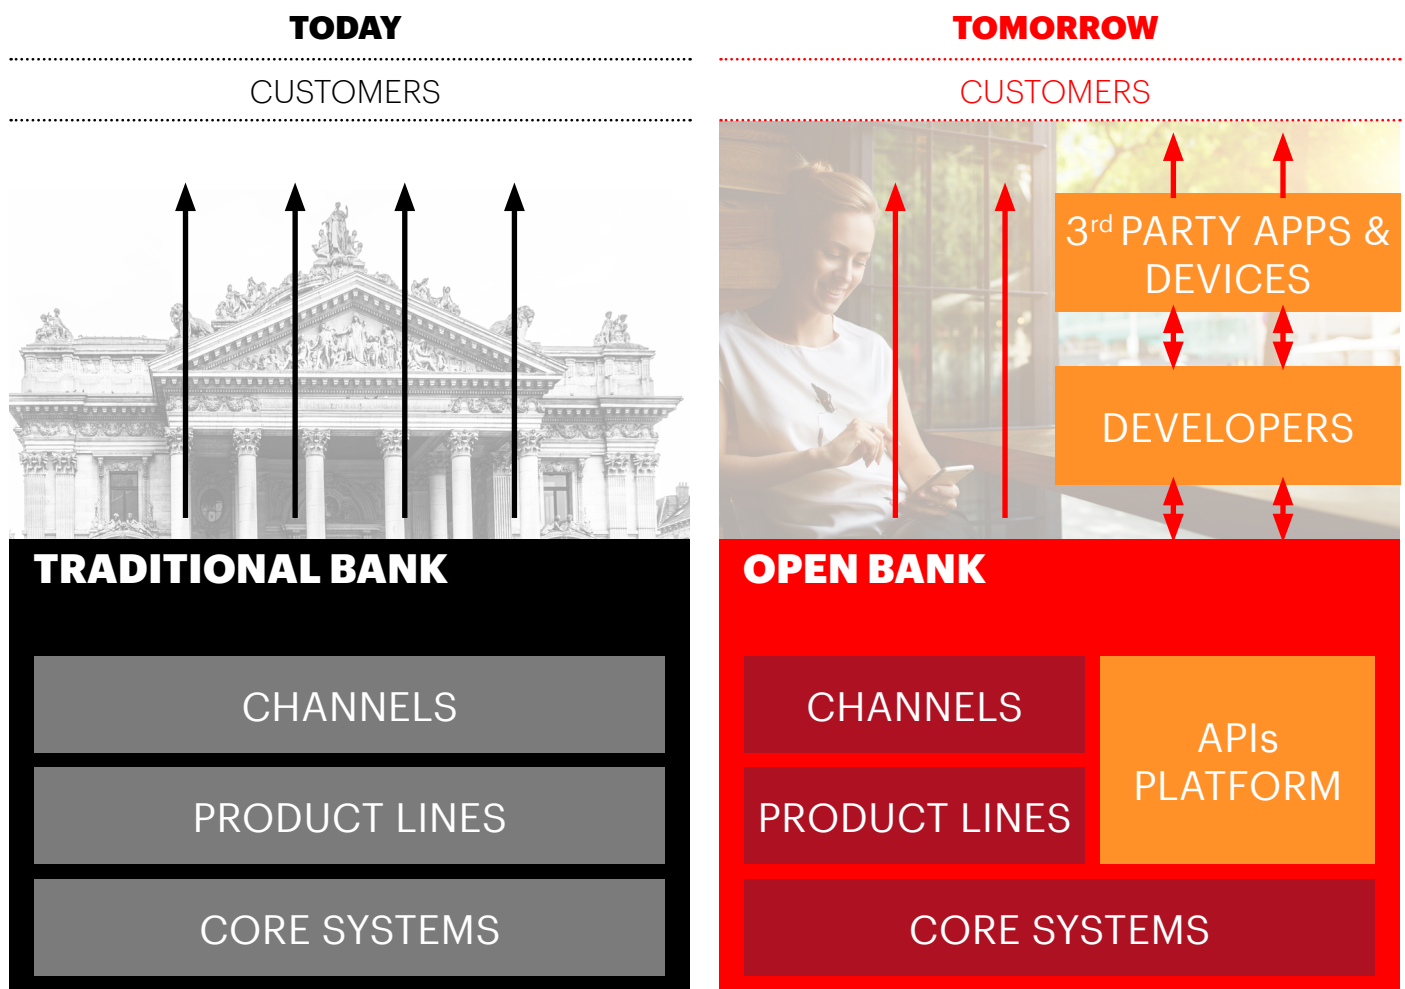 TODAY
CUSTOMERS
TRADITIONAL BANK
CHANNELS
PRODUCT LINES
CORE SYSTEMS
TOMORROW
CUSTOMERS
3rd PARTY APPS &
DEVICES
DEVELOPERS
OPEN BANK
CHANNELS
PRODUCT LINES
APIs
PLATFORM
CORE SYSTEMS